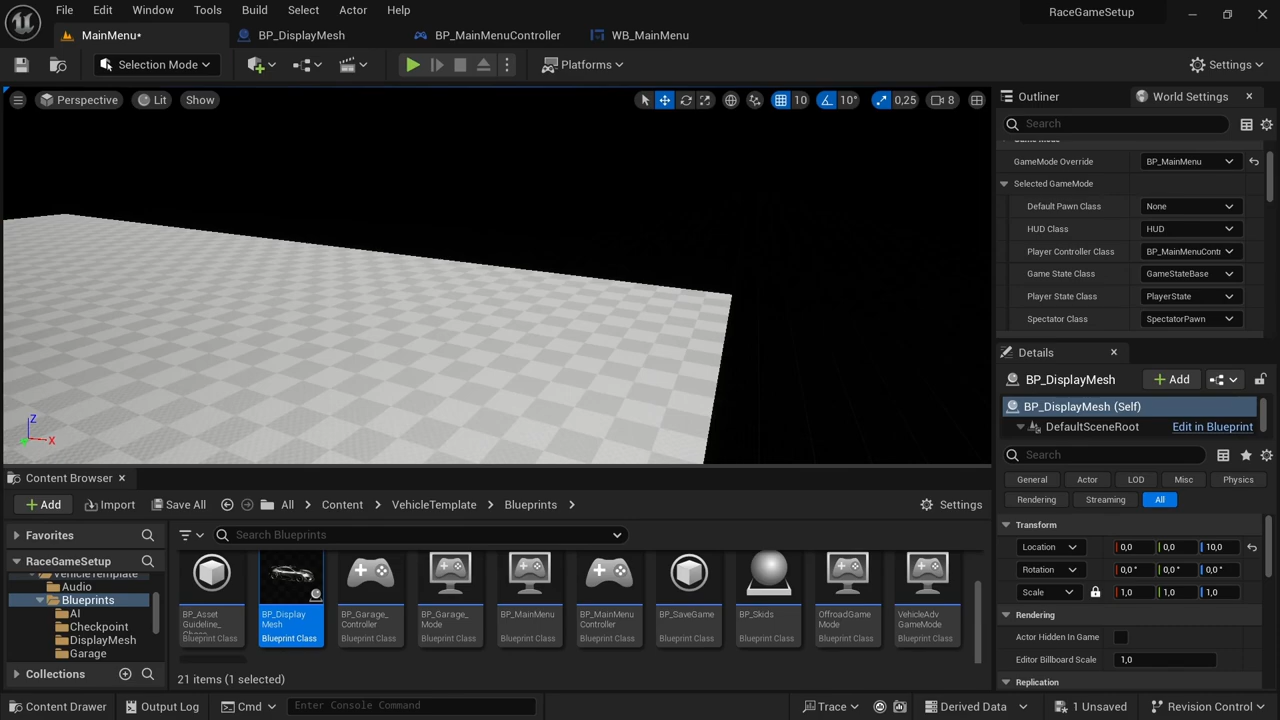 File Edit Window Tools Build Select Actor Help
RaceGameSetup
MainMenu*
BP_DisplayMesh
BP_MainMenuController
WB_MainMenu
Selection Mode
Platforms
Settings
Perspective
Lit
Show
10
10°
0,25
8
Outliner
World Settings
Search
GameMode Override
BP_MainMenu
Selected GameMode
Default Pawn Class
None
HUD Class
HUD
Player Controller Class
BP_MainMenuContr
Game State Class
GameStateBase
Player State Class
PlayerState
Spectator Class
SpectatorPawn
Details
BP_DisplayMesh
Add
BP_DisplayMesh (Self)
DefaultSceneRoot
Edit in Blueprint
Search
General
Actor
LOD
Misc
Physics
Rendering
Streaming
All
Transform
Location
0,0
0,0
10,0
Rotation
0,0 °
0,0 °
0,0 °
Scale
1,0
1,0
1,0
Rendering
Actor Hidden In Game
Editor Billboard Scale
1,0
Replication
Z
X
Content Browser
Add
Import
Save All
All
Content
VehicleTemplate
Blueprints
Settings
Favorites
RaceGameSetup
VehicleTemplate
Audio
Blueprints
AI
Checkpoint
DisplayMesh
Garage
Collections
Search Blueprints
BP_Asset
Guideline_
Blueprint Class
BP_Display
Mesh
Blueprint Class
BP_Garage_
Controller
Blueprint Class
BP_Garage_
Mode
Blueprint Class
BP_MainMenu
Blueprint Class
BP_MainMenu
Controller
Blueprint Class
BP_SaveGame
Blueprint Class
BP_Skids
Blueprint Class
OffroadGame
Mode
Blueprint Class
VehicleAdv
GameMode
Blueprint Class
21 items (1 selected)
Content Drawer
Output Log
Cmd
Enter Console Command
Trace
Derived Data
1 Unsaved
Revision Control